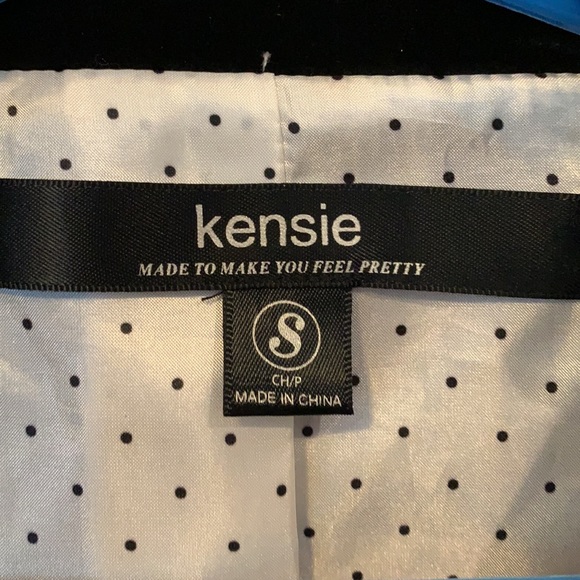 kensie
MADE TO MAKE YOU FEEL PRETTY
S
CH/P
MADE IN CHINA